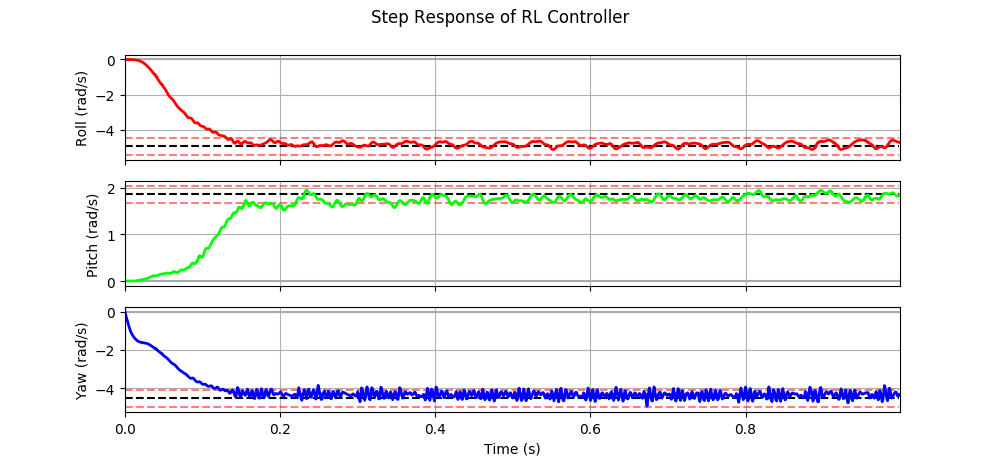 Step Response of RL Controller
0
−2
−4
Roll (rad/s)
2
1
0
Pitch (rad/s)
0
−2
−4
Yaw (rad/s)
0.0 0.2 0.4 0.6 0.8
Time (s)